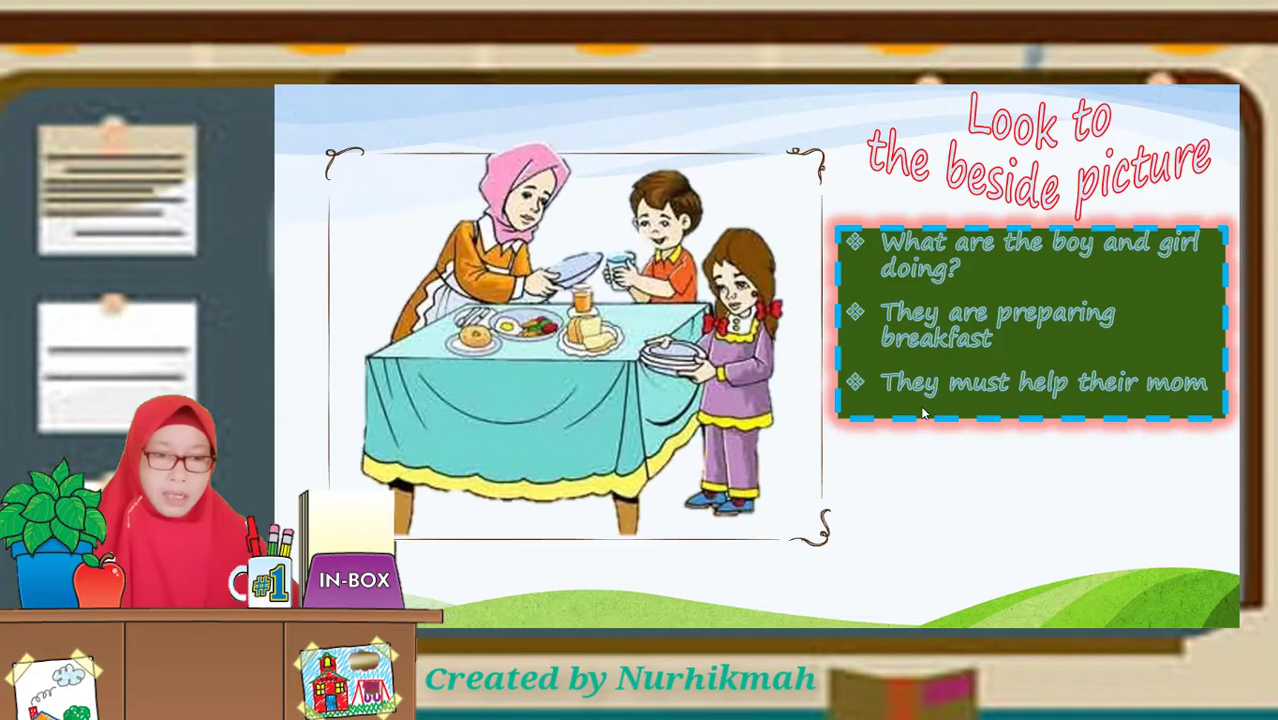 Look to
the beside picture
What are the boy and girl
doing?
They are preparing
breakfast
They must help their mom
#1
IN-BOX
Created by Nurhikmah